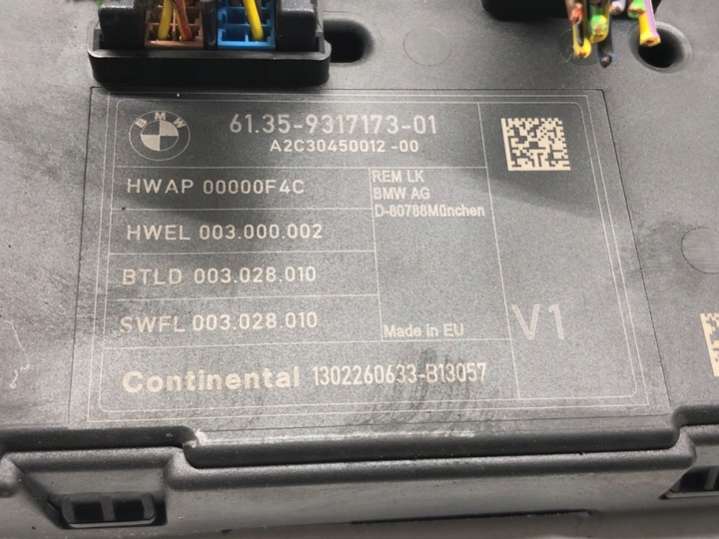 BMW
61.35-9317173-01
A2C30450012-00
HWAP 00000F4C
REM LK
BMW AG
D-80788München
HWEL 003.000.002
BTLD 003.028.010
SWFL 003.028.010
Made in EU
V1
Continental 1302260633-B13057